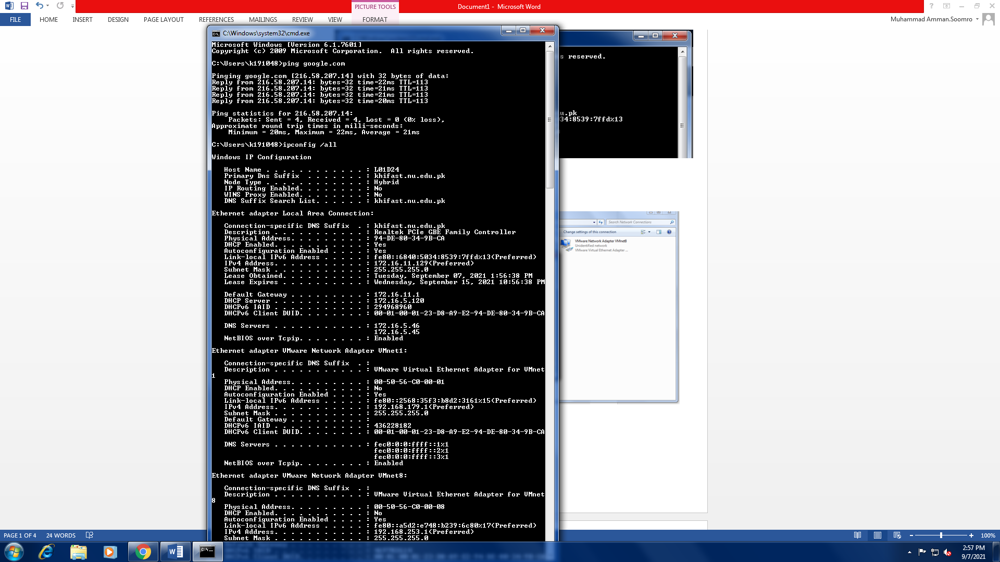 PICTURE TOOLS
Document1 - Microsoft Word
FILE HOME INSERT DESIGN PAGE LAYOUT REFERENCES MAILINGS REVIEW VIEW FORMAT
Muhammad Amman.Soomro
C:\Windows\system32\cmd.exe
Microsoft Windows [Version 6.1.7601]
Copyright (c) 2009 Microsoft Corporation.  All rights reserved.
C:\Users\k191048>ping google.com
Pinging google.com [216.58.207.14] with 32 bytes of data:
Reply from 216.58.207.14: bytes=32 time=22ms TTL=113
Reply from 216.58.207.14: bytes=32 time=21ms TTL=113
Reply from 216.58.207.14: bytes=32 time=21ms TTL=113
Reply from 216.58.207.14: bytes=32 time=20ms TTL=113
Ping statistics for 216.58.207.14:
    Packets: Sent = 4, Received = 4, Lost = 0 (0% loss),
Approximate round trip times in milli-seconds:
    Minimum = 20ms, Maximum = 22ms, Average = 21ms
C:\Users\k191048>ipconfig /all
Windows IP Configuration
   Host Name . . . . . . . . . . . . : L01D24
   Primary Dns Suffix  . . . . . . . : khifast.nu.edu.pk
   Node Type . . . . . . . . . . . . : Hybrid
   IP Routing Enabled. . . . . . . . : No
   WINS Proxy Enabled. . . . . . . . : No
   DNS Suffix Search List. . . . . . : khifast.nu.edu.pk
Ethernet adapter Local Area Connection:
   Connection-specific DNS Suffix  . : khifast.nu.edu.pk
   Description . . . . . . . . . . . : Realtek PCIe GBE Family Controller
   Physical Address. . . . . . . . . : 94-DE-80-34-9B-CA
   DHCP Enabled. . . . . . . . . . . : Yes
   Autoconfiguration Enabled . . . . : Yes
   Link-local IPv6 Address . . . . . : fe80::6840:5034:8539:7ffd%13(Preferred)
   IPv4 Address. . . . . . . . . . . : 172.16.11.129(Preferred)
   Subnet Mask . . . . . . . . . . . : 255.255.255.0
   Lease Obtained. . . . . . . . . . : Tuesday, September 07, 2021 1:56:38 PM
   Lease Expires . . . . . . . . . . : Wednesday, September 15, 2021 10:56:38 PM
   Default Gateway . . . . . . . . . : 172.16.11.1
   DHCP Server . . . . . . . . . . . : 172.16.5.120
   DHCPv6 IAID . . . . . . . . . . . : 294968960
   DHCPv6 Client DUID. . . . . . . . : 00-01-00-01-23-D8-A9-E2-94-DE-80-34-9B-CA
   DNS Servers . . . . . . . . . . . : 172.16.5.46
                                       172.16.5.45
   NetBIOS over Tcpip. . . . . . . . : Enabled
Ethernet adapter VMware Network Adapter VMnet1:
   Connection-specific DNS Suffix  . :
   Description . . . . . . . . . . . : VMware Virtual Ethernet Adapter for VMnet
1
   Physical Address. . . . . . . . . : 00-50-56-C0-00-01
   DHCP Enabled. . . . . . . . . . . : No
   Autoconfiguration Enabled . . . . : Yes
   Link-local IPv6 Address . . . . . : fe80::2568:35f3:b8d2:3161%15(Preferred)
   IPv4 Address. . . . . . . . . . . : 192.168.179.1(Preferred)
   Subnet Mask . . . . . . . . . . . : 255.255.255.0
   Default Gateway . . . . . . . . . :
   DHCPv6 IAID . . . . . . . . . . . : 436228182
   DHCPv6 Client DUID. . . . . . . . : 00-01-00-01-23-D8-A9-E2-94-DE-80-34-9B-CA
   DNS Servers . . . . . . . . . . . : fec0:0:0:ffff::1%1
                                       fec0:0:0:ffff::2%1
                                       fec0:0:0:ffff::3%1
   NetBIOS over Tcpip. . . . . . . . : Enabled
Ethernet adapter VMware Network Adapter VMnet8:
   Connection-specific DNS Suffix  . :
   Description . . . . . . . . . . . : VMware Virtual Ethernet Adapter for VMnet
8
   Physical Address. . . . . . . . . : 00-50-56-C0-00-08
   DHCP Enabled. . . . . . . . . . . : No
   Autoconfiguration Enabled . . . . : Yes
   Link-local IPv6 Address . . . . . : fe80::a5d2:e748:b239:6c80%17(Preferred)
   IPv4 Address. . . . . . . . . . . : 192.168.253.1(Preferred)
   Subnet Mask . . . . . . . . . . . : 255.255.255.0
s reserved.
u.pk
34:8539:7ffd%13
Search Network Connections
Change settings of this connection
VMware Network Adapter VMnet8
Unidentified network
VMware Virtual Ethernet Adapter ...
PAGE 1 OF 4 24 WORDS
100%
2:57 PM
9/7/2021